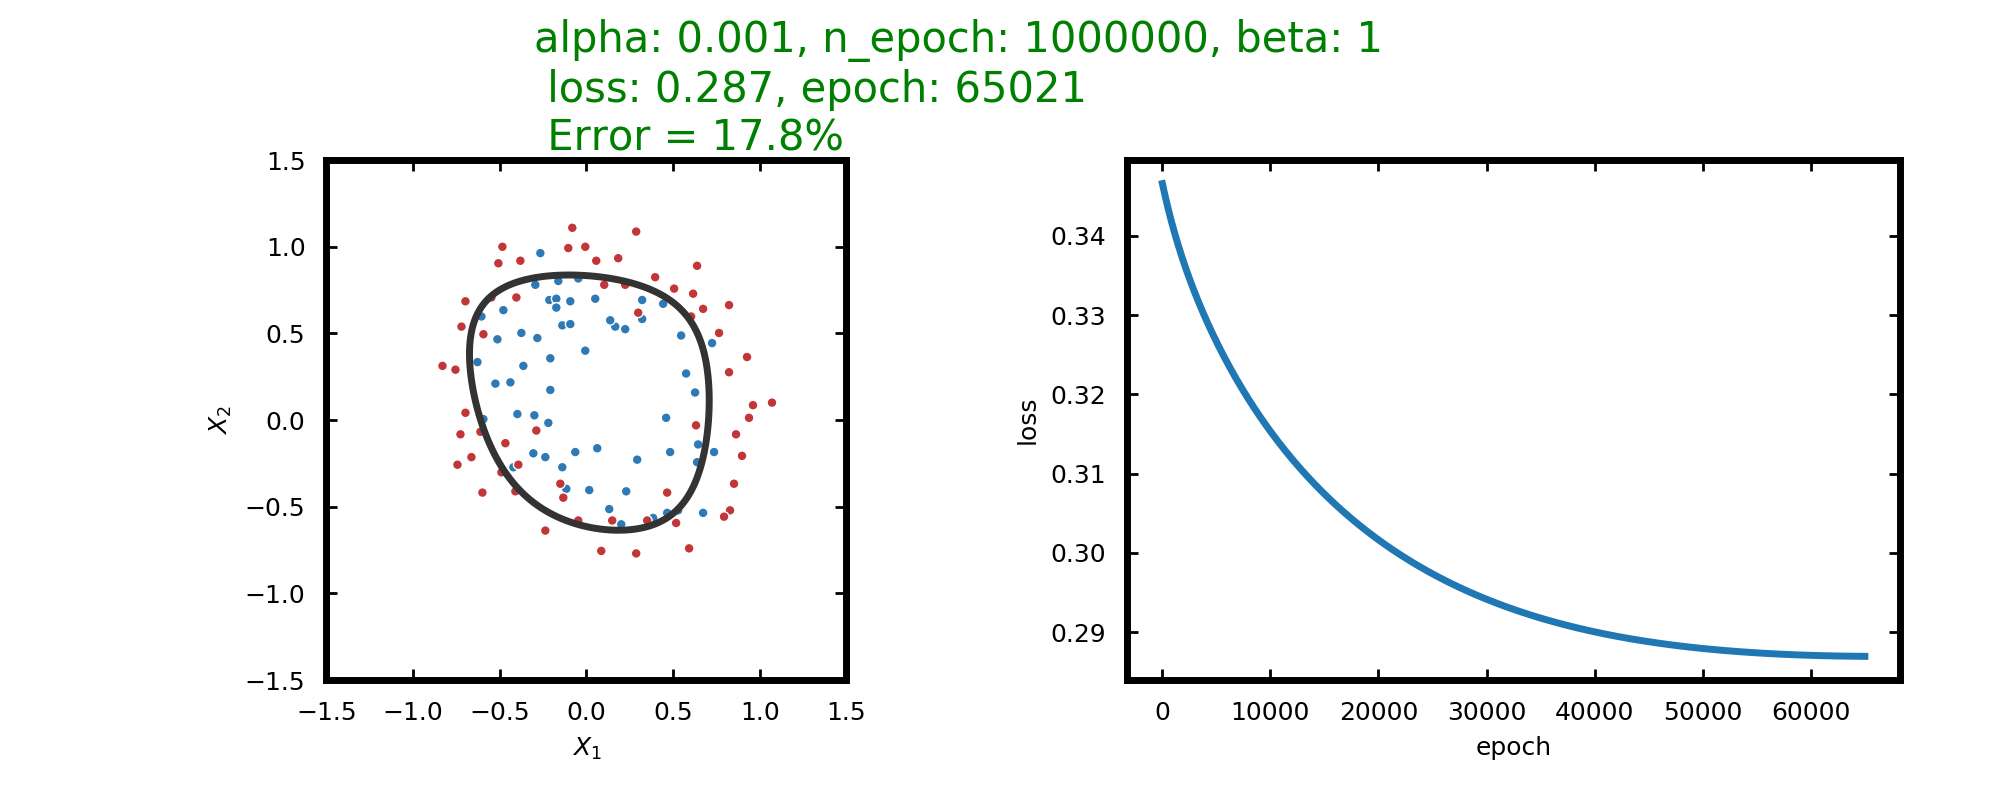 alpha: 0.001, n_epoch: 1000000, beta: 1
loss: 0.287, epoch: 65021
Error = 17.8%
1.5
1.0
0.5
0.0
−0.5
−1.0
−1.5
X₂
−1.5 −1.0 −0.5 0.0 0.5 1.0 1.5
X₁
0.34
0.33
0.32
0.31
0.30
0.29
loss
0 10000 20000 30000 40000 50000 60000
epoch